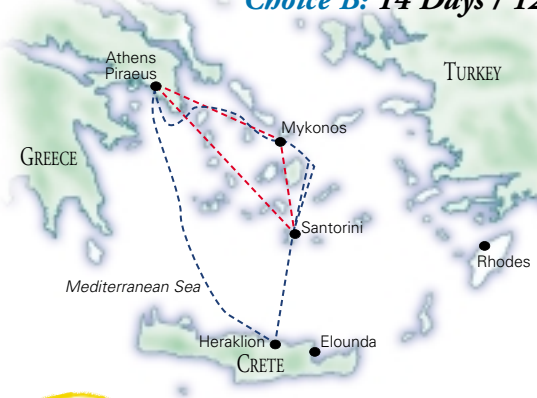 Choice B: 14 Days / 12
Athens
Piraeus
TURKEY
Mykonos
GREECE
Santorini
Rhodes
Mediterranean Sea
Heraklion
Elounda
CRETE